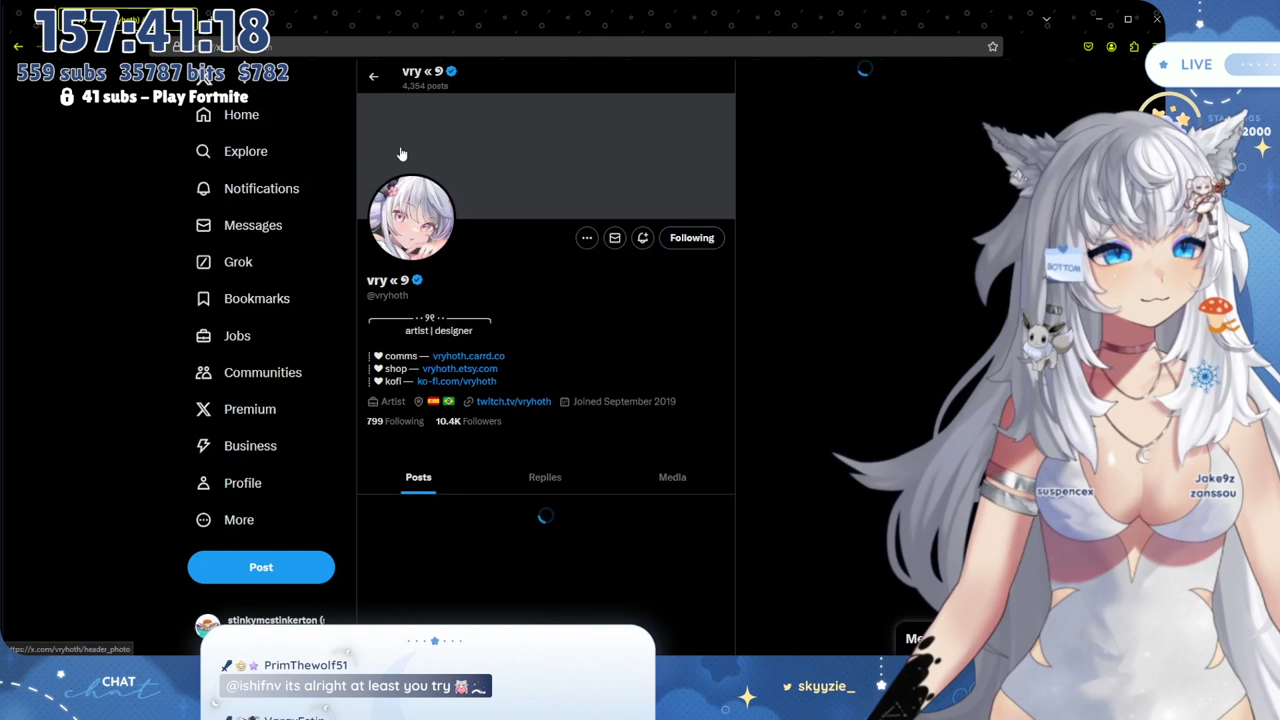 157:41:18
559 subs 35787 bits $782
41 subs – Play Fortnite
Home
Explore
Notifications
Messages
Grok
Bookmarks
Jobs
Communities
Premium
Business
Profile
More
Post
stinkymcstinkerton (
ttps://x.com/vryhoth/header_photo
vry « 9
4,354 posts
Following
vry « 9
@vryhoth
artist | designer
comms — vryhoth.carrd.co
shop — vryhoth.etsy.com
kofi — ko-fi.com/vryhoth
Artist twitch.tv/vryhoth Joined September 2019
799 Following 10.4K Followers
Posts Replies Media
LIVE
2000
BOTTOM
suspencex
Jake9z
zanssou
CHAT
chat
PrimThewolf51
@ishifnv its alright at least you try
skyyzie_